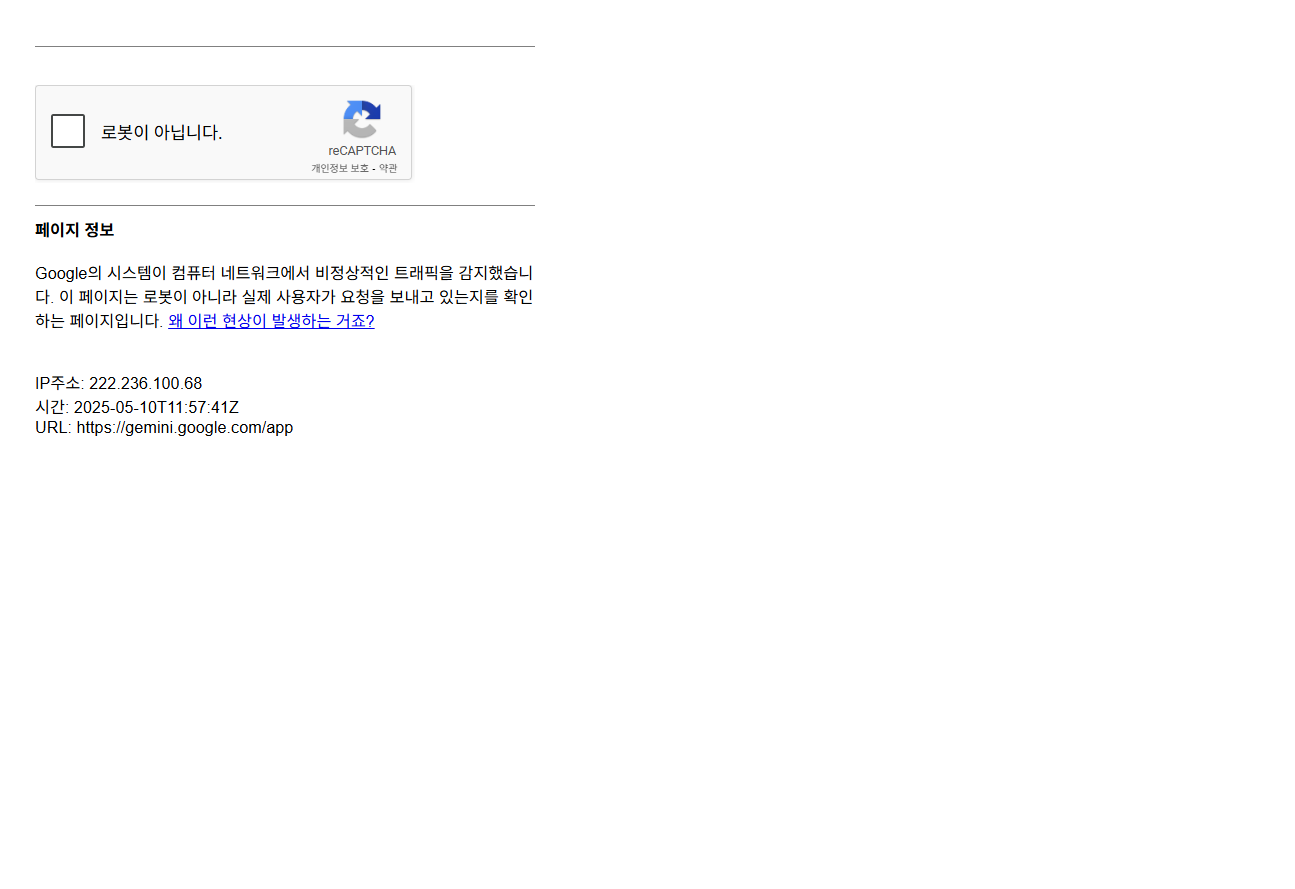 로봇이 아닙니다.
reCAPTCHA
개인정보 보호 - 약관
페이지 정보
Google의 시스템이 컴퓨터 네트워크에서 비정상적인 트래픽을 감지했습니
다. 이 페이지는 로봇이 아니라 실제 사용자가 요청을 보내고 있는지를 확인
하는 페이지입니다. 왜 이런 현상이 발생하는 거죠?
IP주소: 222.236.100.68
시간: 2025-05-10T11:57:41Z
URL: https://gemini.google.com/app